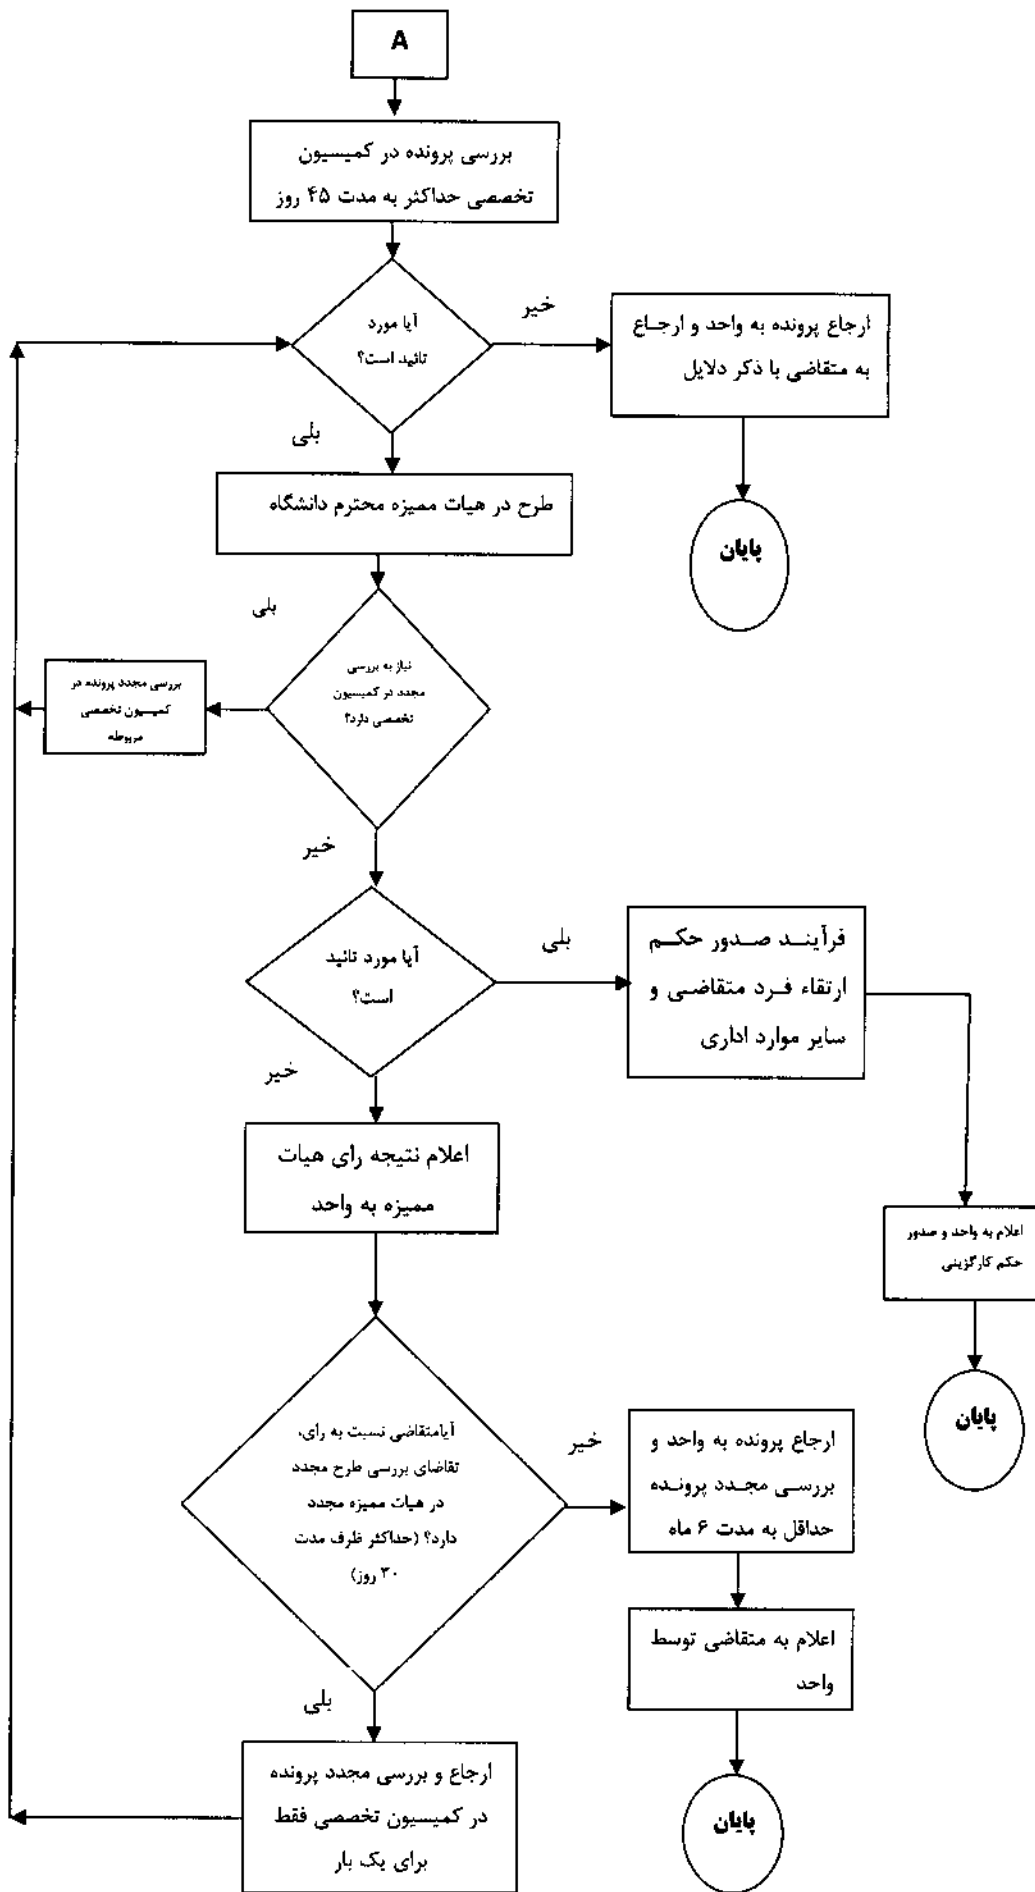 A
بررسی پرونده در کمیسیون
تخصصی حداکثر به مدت ۴۵ روز
آیا مورد
تائید است؟
خیر
ارجاع پرونده به واحد و ارجاع
به متقاضی با ذکر دلایل
پایان
بلی
طرح در هیات ممیزه محترم دانشگاه
بلی
نیاز به بررسی
مجدد در کمیسیون
تخصصی دارد؟
بررسی مجدد پرونده در
کمیسیون تخصصی
مربوطه
خیر
آیا مورد تائید
است؟
بلی
فرآیند صدور حکم
ارتقاء فرد متقاضی و
سایر موارد اداری
اعلام به واحد و صدور
حکم کارگزینی
پایان
خیر
اعلام نتیجه رای هیات
ممیزه به واحد
آیامتقاضی نسبت به رای،
تقاضای بررسی طرح مجدد
در هیات ممیزه مجدد
دارد؟ (حداکثر ظرف مدت
۳۰ روز)
خیر
ارجاع پرونده به واحد و
بررسی مجدد پرونده
حداقل به مدت ۶ ماه
اعلام به متقاضی توسط
واحد
پایان
بلی
ارجاع و بررسی مجدد پرونده
در کمیسیون تخصصی فقط
برای یک بار